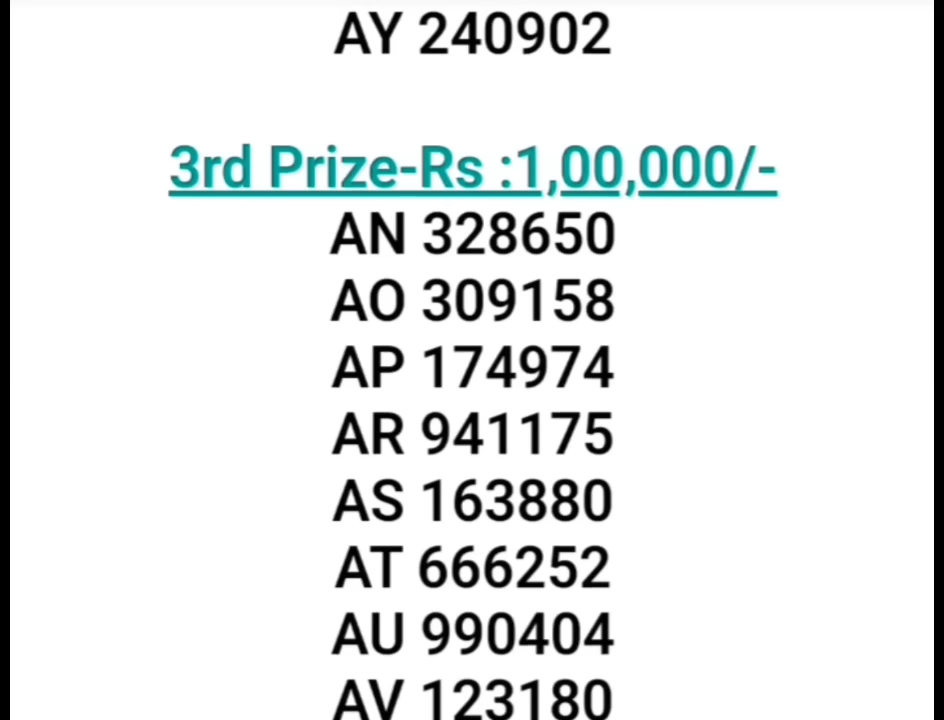 AY 240902
3rd Prize-Rs :1,00,000/-
AN 328650
AO 309158
AP 174974
AR 941175
AS 163880
AT 666252
AU 990404
AV 123180